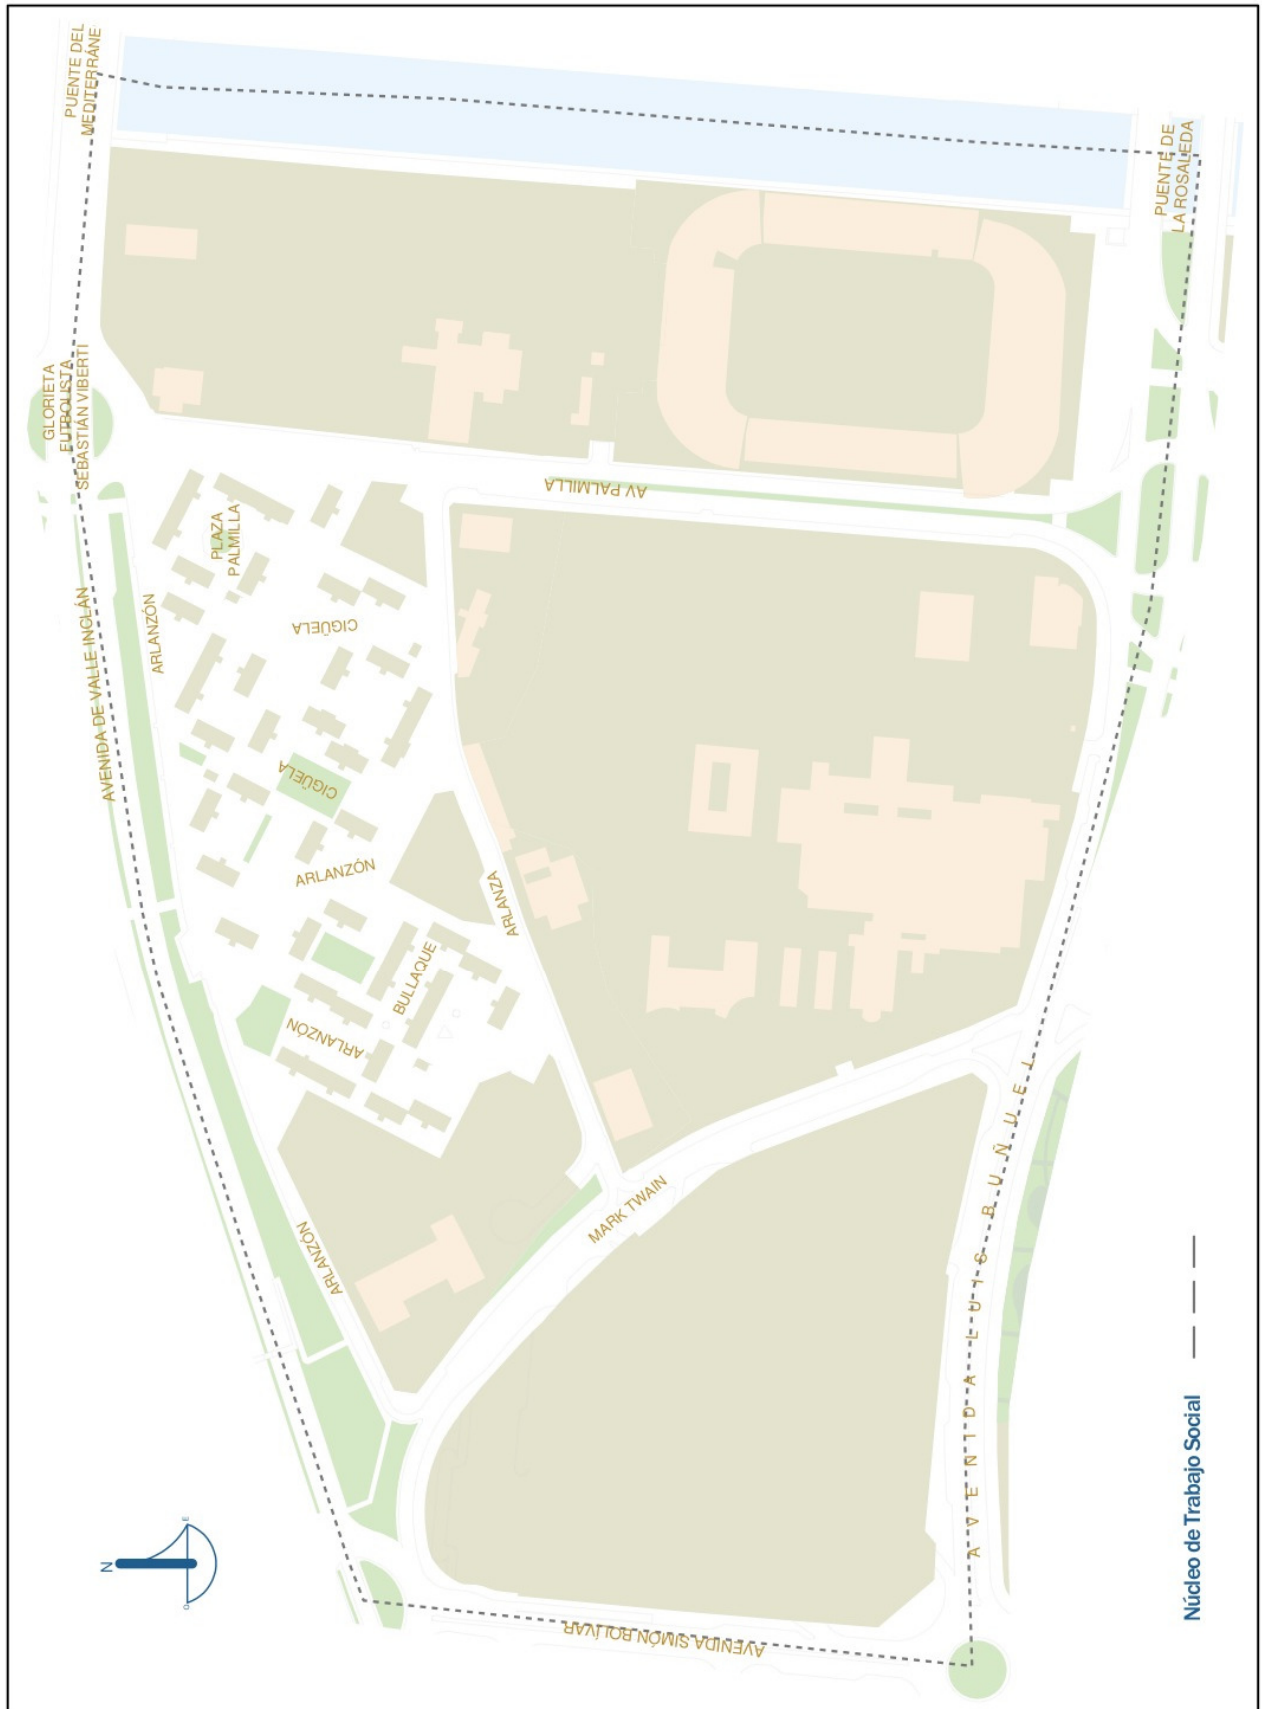 PUENTE DEL
MEDITERRÁNE
PUENTE DE
LA ROSALEDA
GLORIETA
FUTBOLISTA
SEBASTIÁN VIBERTI
AV PALMILLA
PLAZA
PALMILLA
AVENIDA DE VALLE INCLÁN
ARLANZÓN
CIGÜELA
CIGÜELA
ARLANZÓN
ARLANZA
BULLAQUE
ARLANZÓN
ARLANZÓN
MARK TWAIN
AVENIDA LUIS BUÑUEL
AVENIDA SIMÓN BOLÍVAR
N
E
O
Núcleo de Trabajo Social